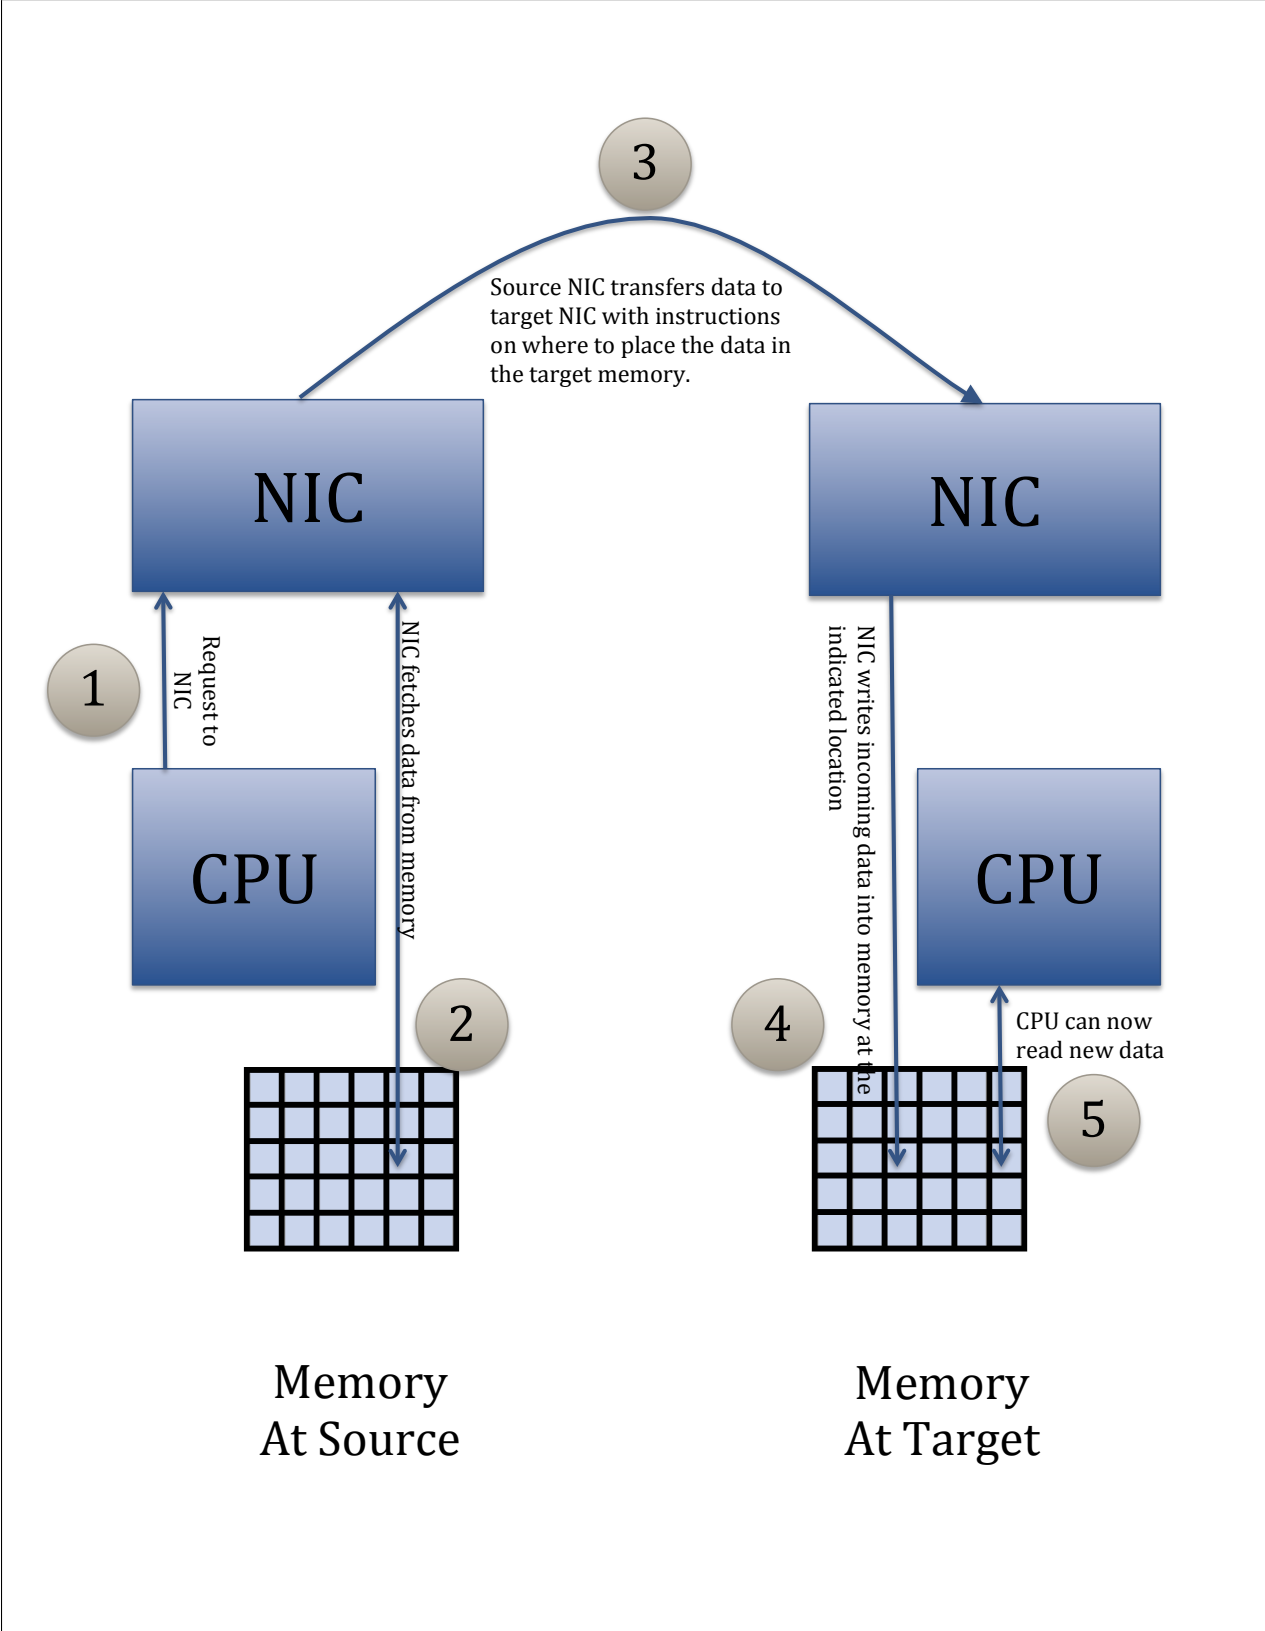 3
Source NIC transfers data to
target NIC with instructions
on where to place the data in
the target memory.
NIC
NIC
1
Request to
NIC
NIC fetches data from memory
NIC writes incoming data into memory at the
indicated location
CPU
CPU
2
4
CPU can now
read new data
5
Memory
At Source
Memory
At Target